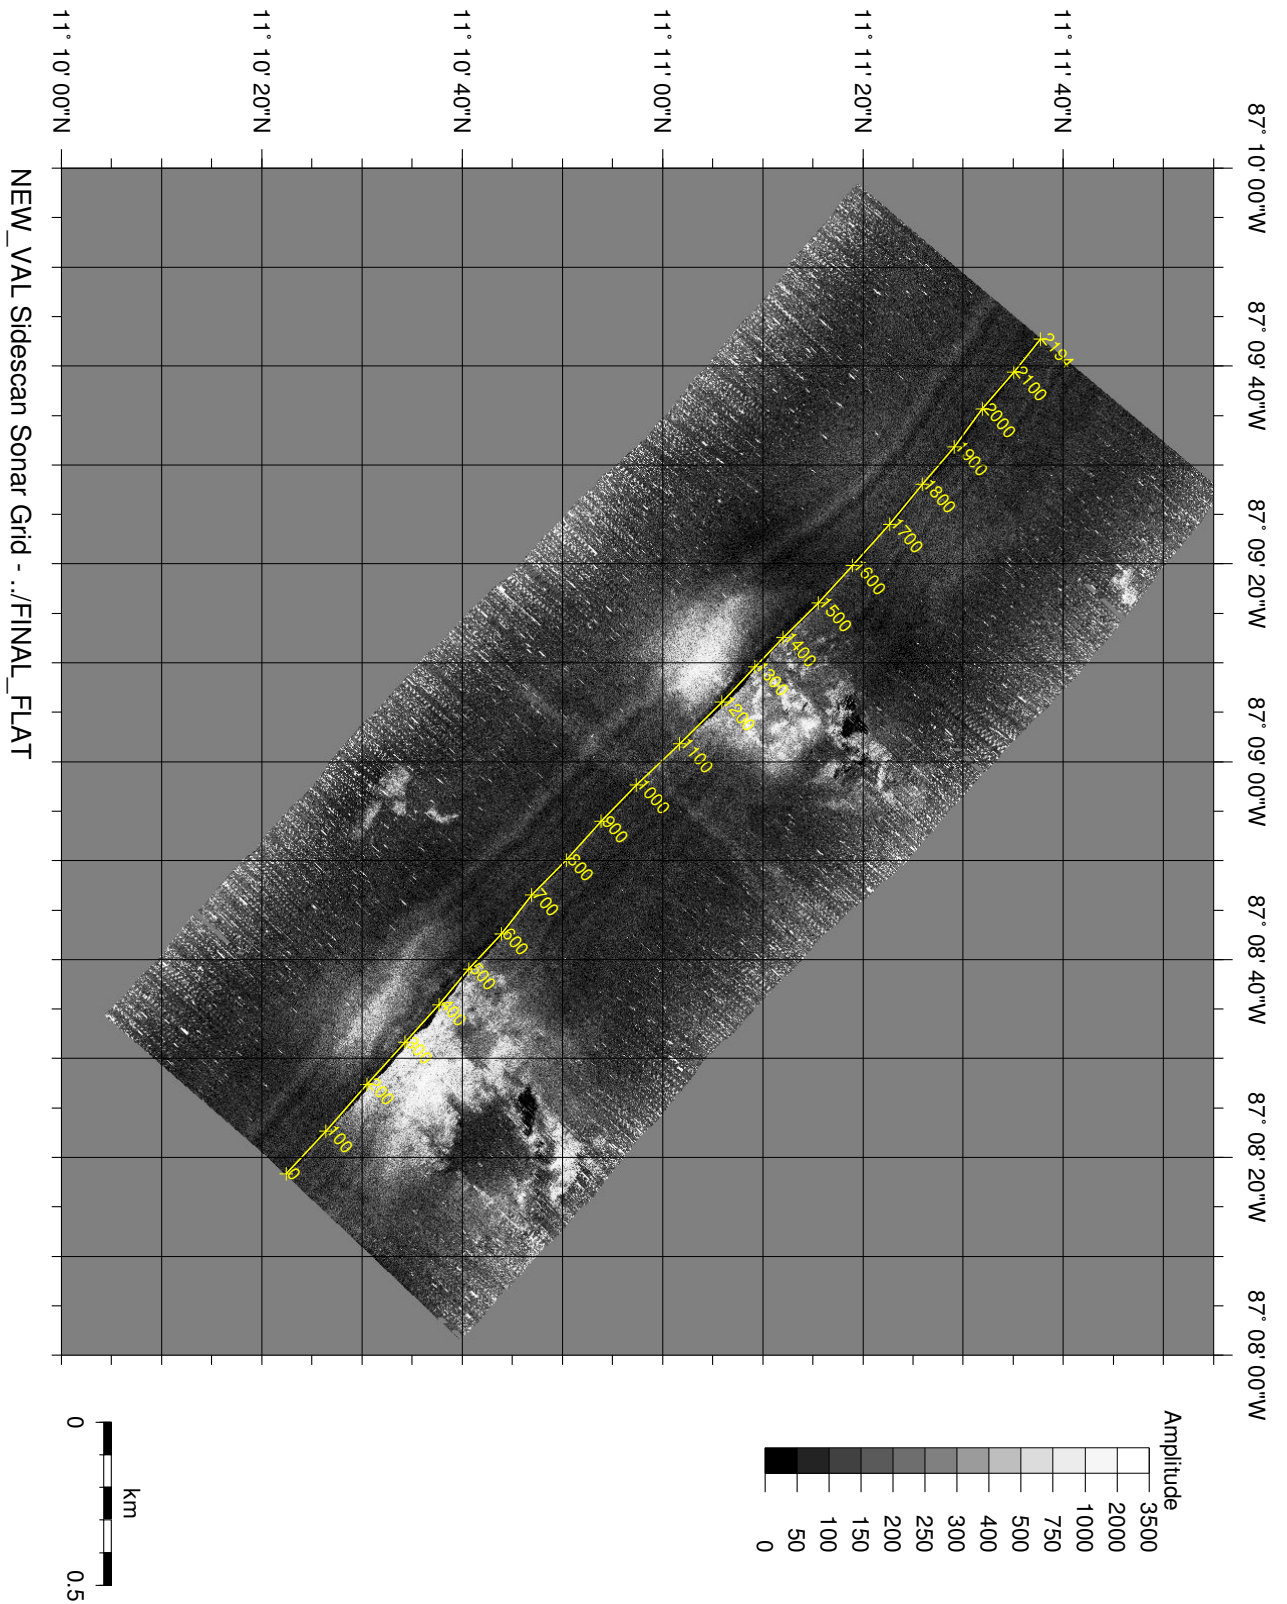 NEW_VAL Sidescan Sonar Grid - ../FINAL_FLAT
11° 10' 00"N
11° 10' 20"N
11° 10' 40"N
11° 11' 00"N
11° 11' 20"N
11° 11' 40"N
87° 10' 00"W
87° 09' 40"W
87° 09' 20"W
87° 09' 00"W
87° 08' 40"W
87° 08' 20"W
87° 08' 00"W
2194
2100
2000
1900
1800
1700
1600
1500
1400
1300
1200
1100
1000
900
800
700
600
500
400
300
200
100
0
Amplitude
0
50
100
150
200
250
300
400
500
750
1000
2000
3500
km
0
0.5